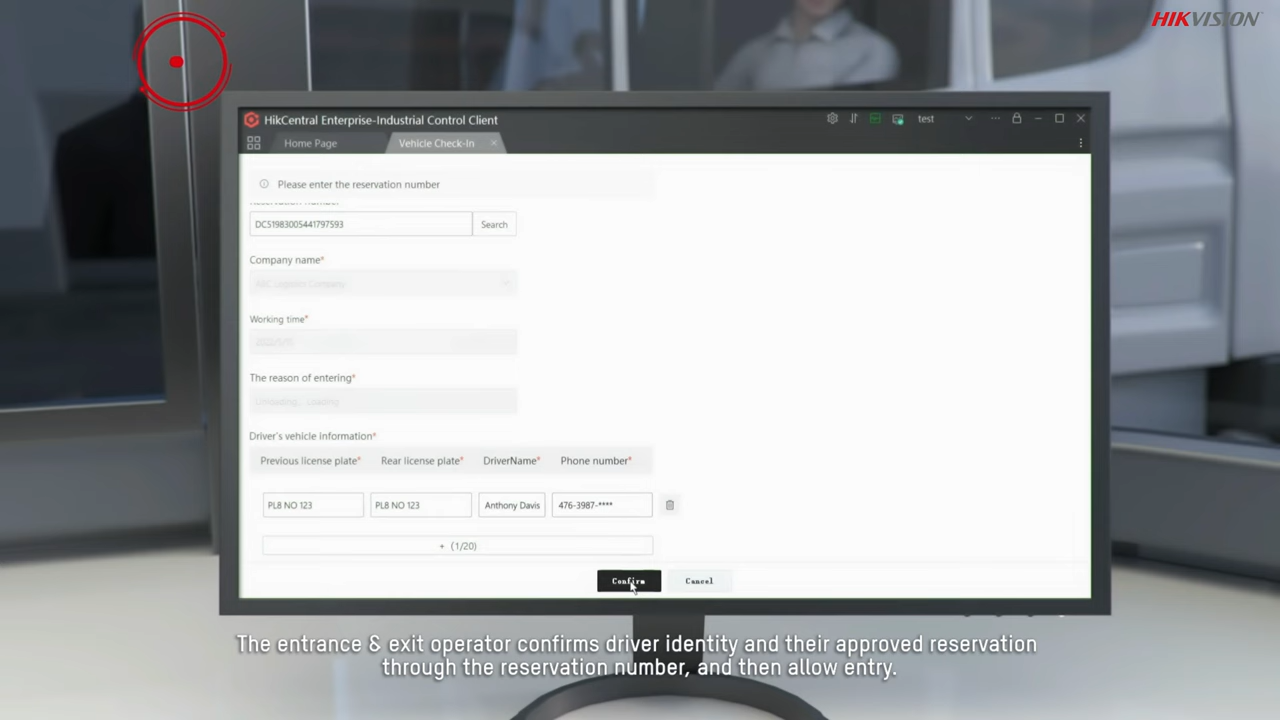 HIKVISION
HikCentral Enterprise-Industrial Control Client
test
Home Page
Vehicle Check-In
Please enter the reservation number
DC51983005441797593
Search
Company name*
Working time*
The reason of entering*
Driver's vehicle information*
Previous license plate* Rear license plate* DriverName* Phone number*
PL8 NO 123 PL8 NO 123 Anthony Davis 476-3987-****
+ (1/20)
Confirm Cancel
The entrance & exit operator confirms driver identity and their approved reservation
through the reservation number, and then allow entry.